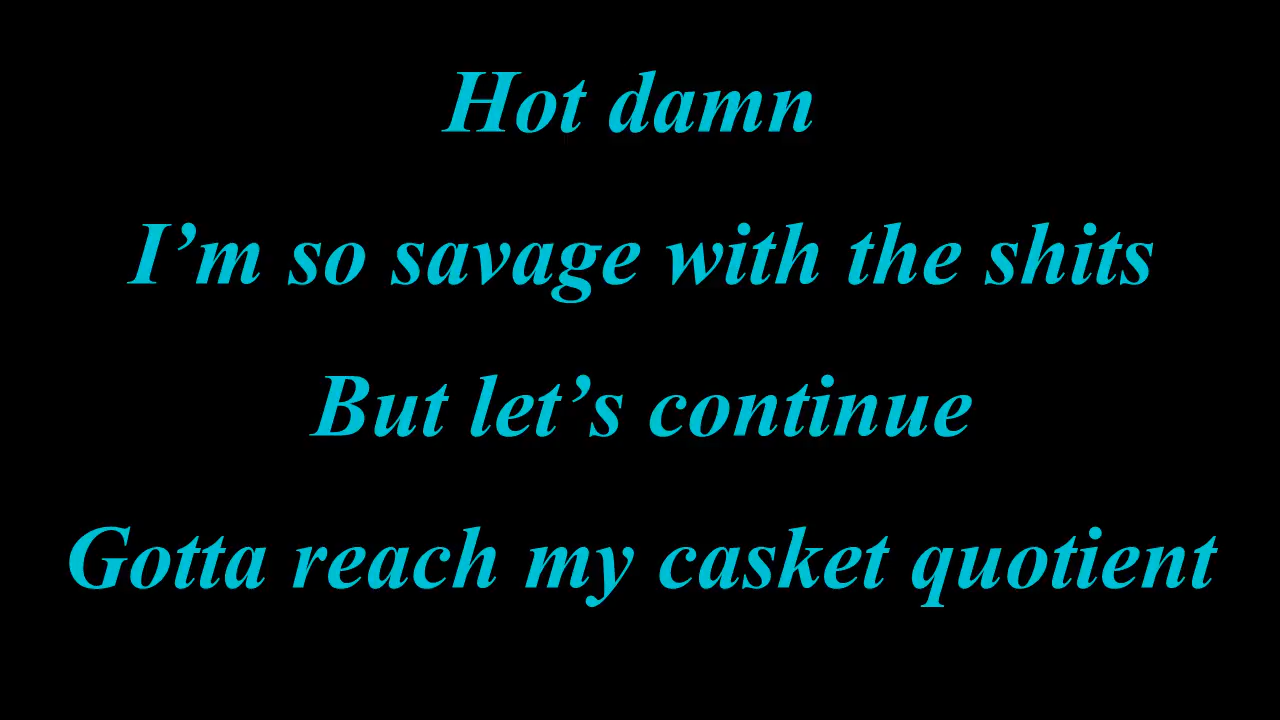 Hot damn
I’m so savage with the shits
But let’s continue
Gotta reach my casket quotient